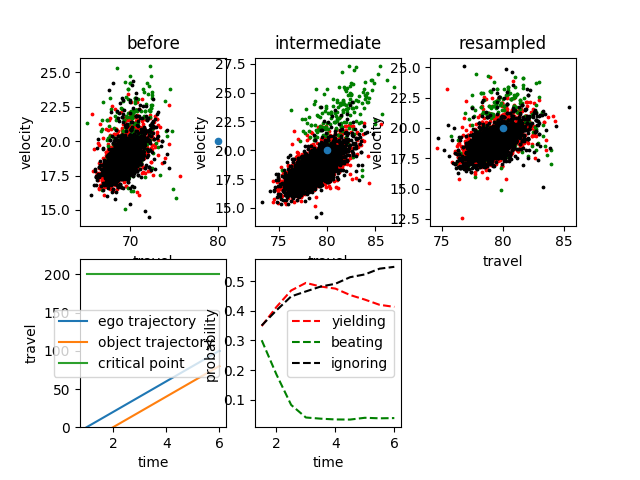 before
intermediate
resampled
velocity
25.0
22.5
20.0
17.5
15.0
70
80
travel
velocity
27.5
25.0
22.5
20.0
17.5
15.0
75
80
85
travel
velocity
25.0
22.5
20.0
17.5
15.0
12.5
75
80
85
travel
travel
200
150
100
50
0
ego trajectory
object trajectory
critical point
2
4
6
time
probability
0.5
0.4
0.3
0.2
0.1
yielding
beating
ignoring
2
4
6
time